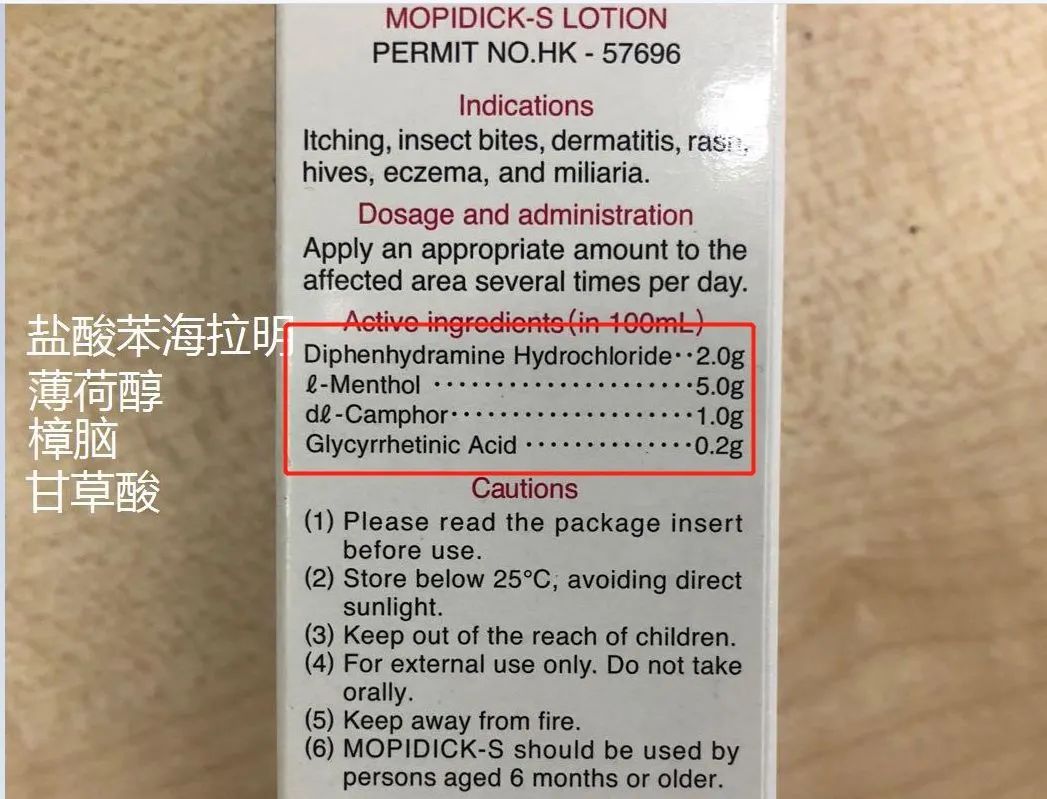 MOPIDICK-S LOTION
PERMIT NO.HK - 57696
Indications
Itching, insect bites, dermatitis, rash,
hives, eczema, and miliaria.
Dosage and administration
Apply an appropriate amount to the
affected area several times per day.
Active ingredients(in 100mL)
盐酸苯海拉明
Diphenhydramine Hydrochloride··2.0g
薄荷醇
ℓ-Menthol ······················5.0g
樟脑
dℓ-Camphor····················1.0g
甘草酸
Glycyrrhetinic Acid ··············0.2g
Cautions
(1) Please read the package insert
before use.
(2) Store below 25°C, avoiding direct
sunlight.
(3) Keep out of the reach of children.
(4) For external use only. Do not take
orally.
(5) Keep away from fire.
(6) MOPIDICK-S should be used by
persons aged 6 months or older.